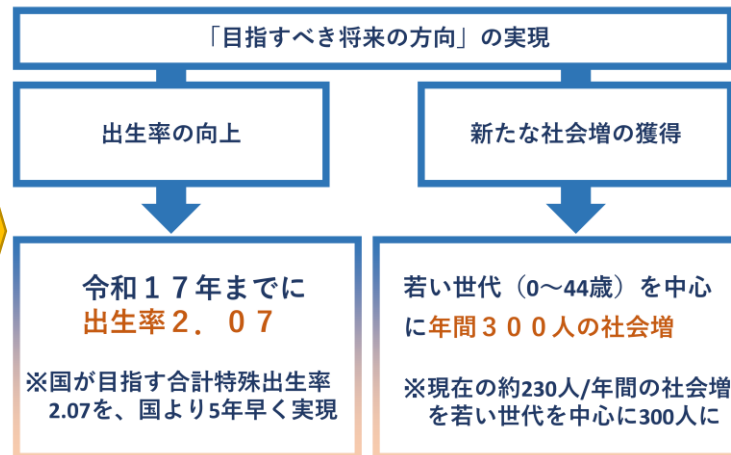 「目指すべき将来の方向」の実現
出生率の向上
新たな社会増の獲得
令和１７年までに
出生率２．０７
※国が目指す合計特殊出生率
2.07を、国より5年早く実現
若い世代（0～44歳）を中心
に年間３００人の社会増
※現在の約230人/年間の社会増
を若い世代を中心に300人に